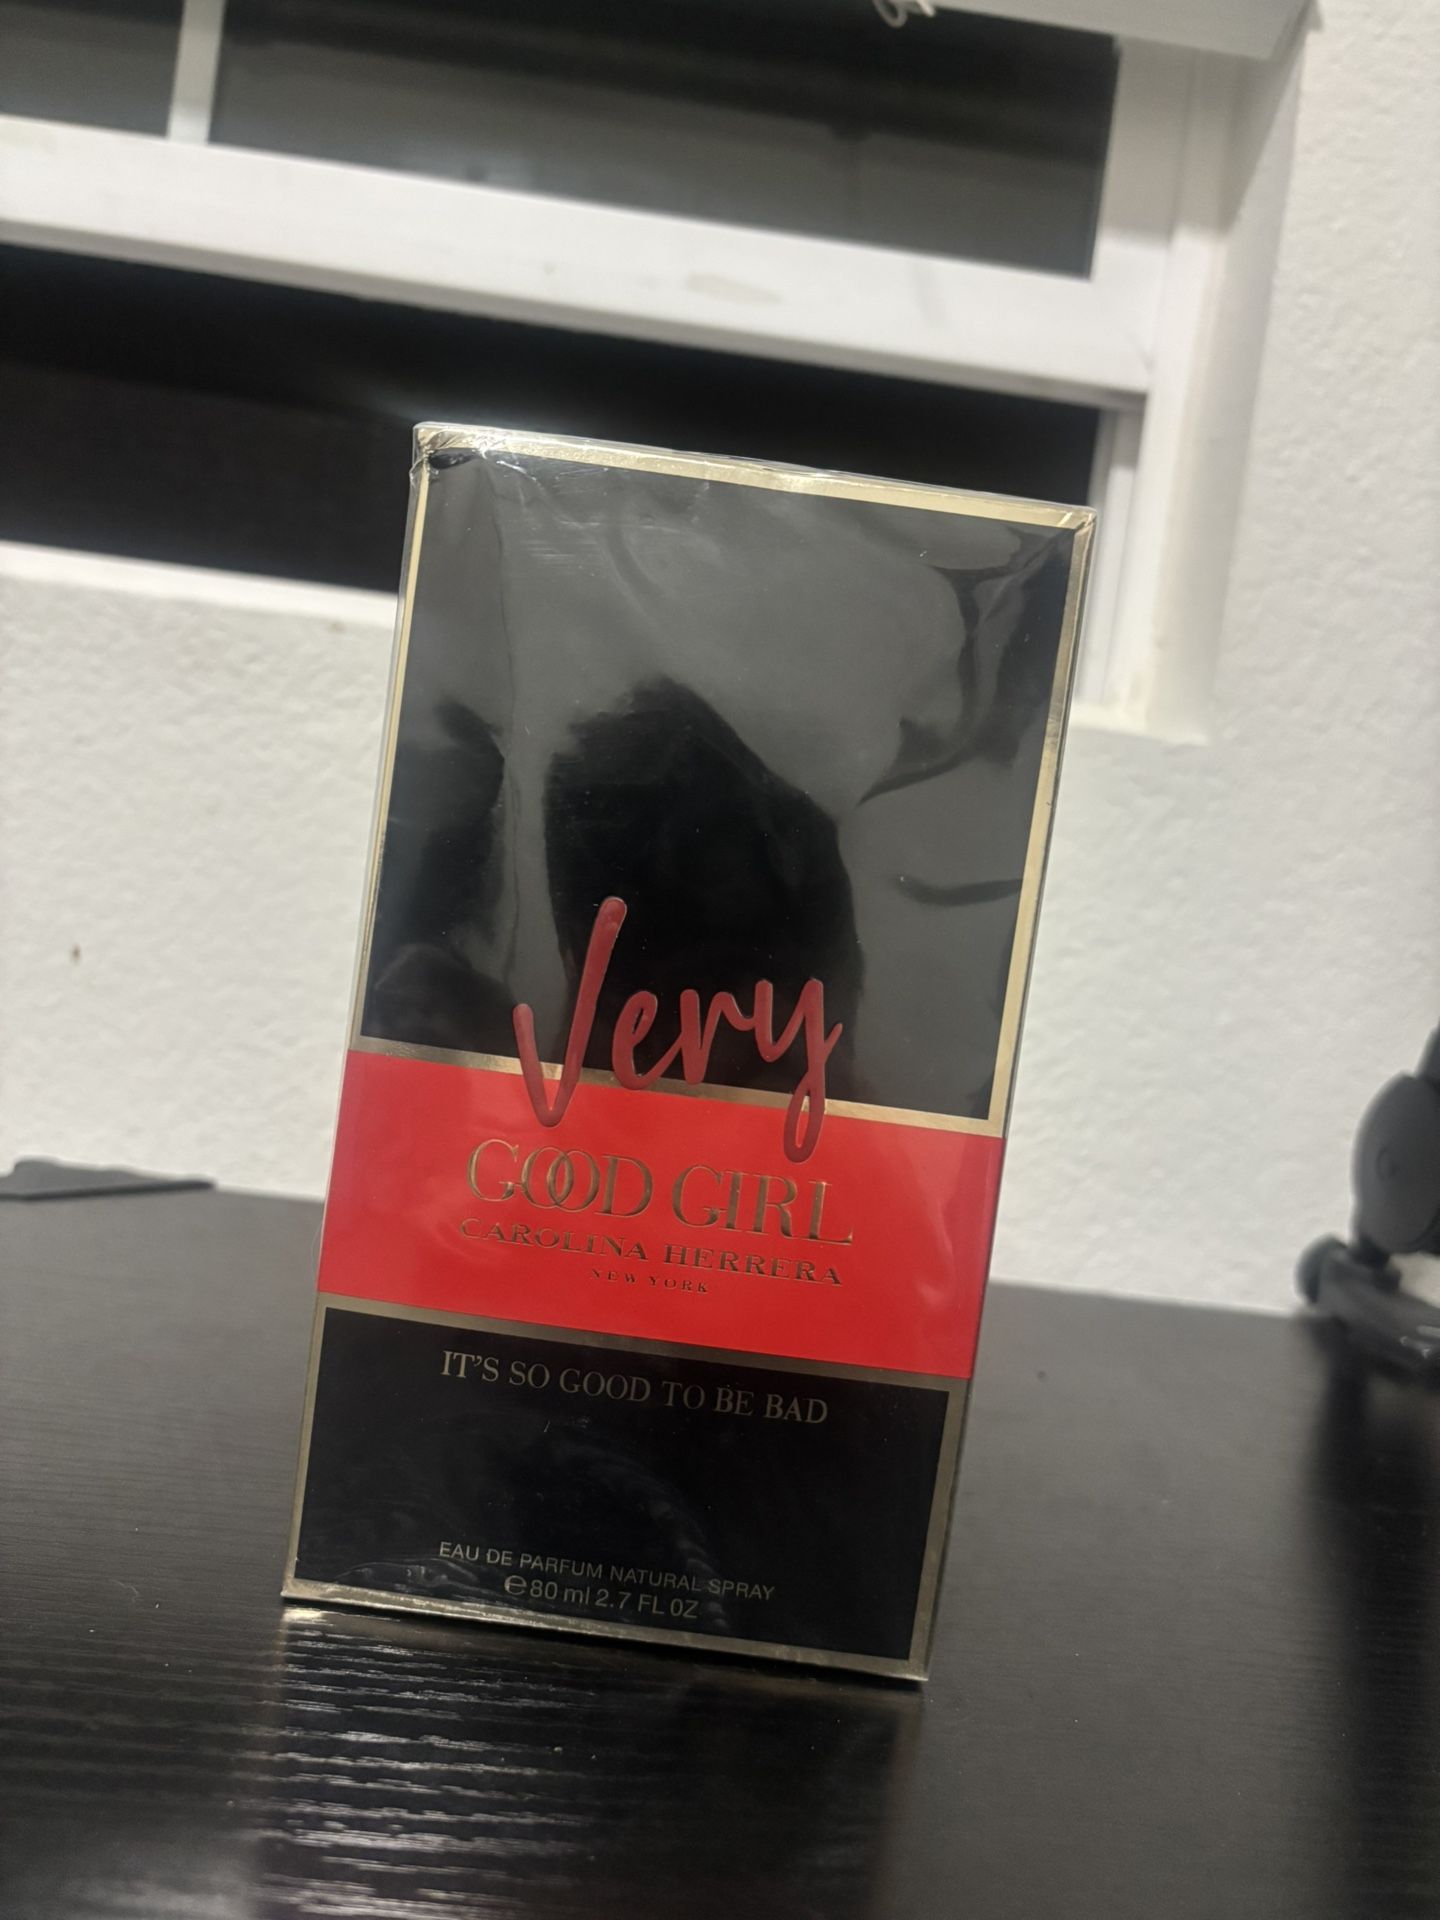 Very
GOOD GIRL
CAROLINA HERRERA
NEW YORK
IT'S SO GOOD TO BE BAD
EAU DE PARFUM NATURAL SPRAY
℮80 ml 2.7 FL OZ